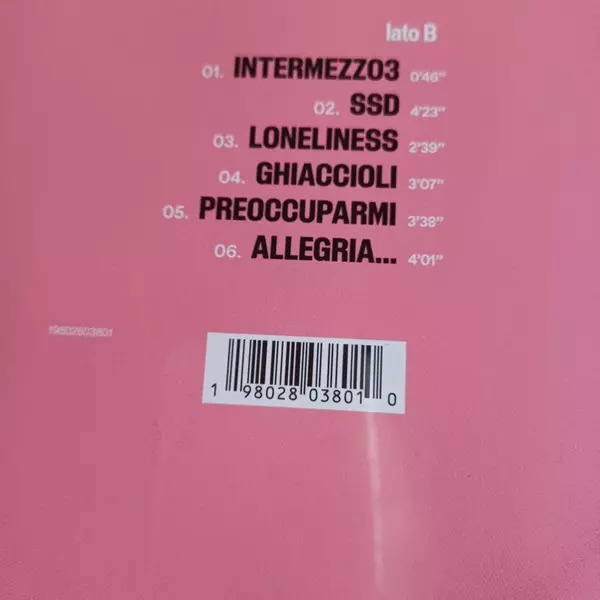 lato B
01. INTERMEZZO3 0'46"
02. SSD 4'23"
03. LONELINESS 2'39"
04. GHIACCIOLI 3'07"
05. PREOCCUPARMI 3'38"
06. ALLEGRIA... 4'01"
19802803801
1 98028 03801 0